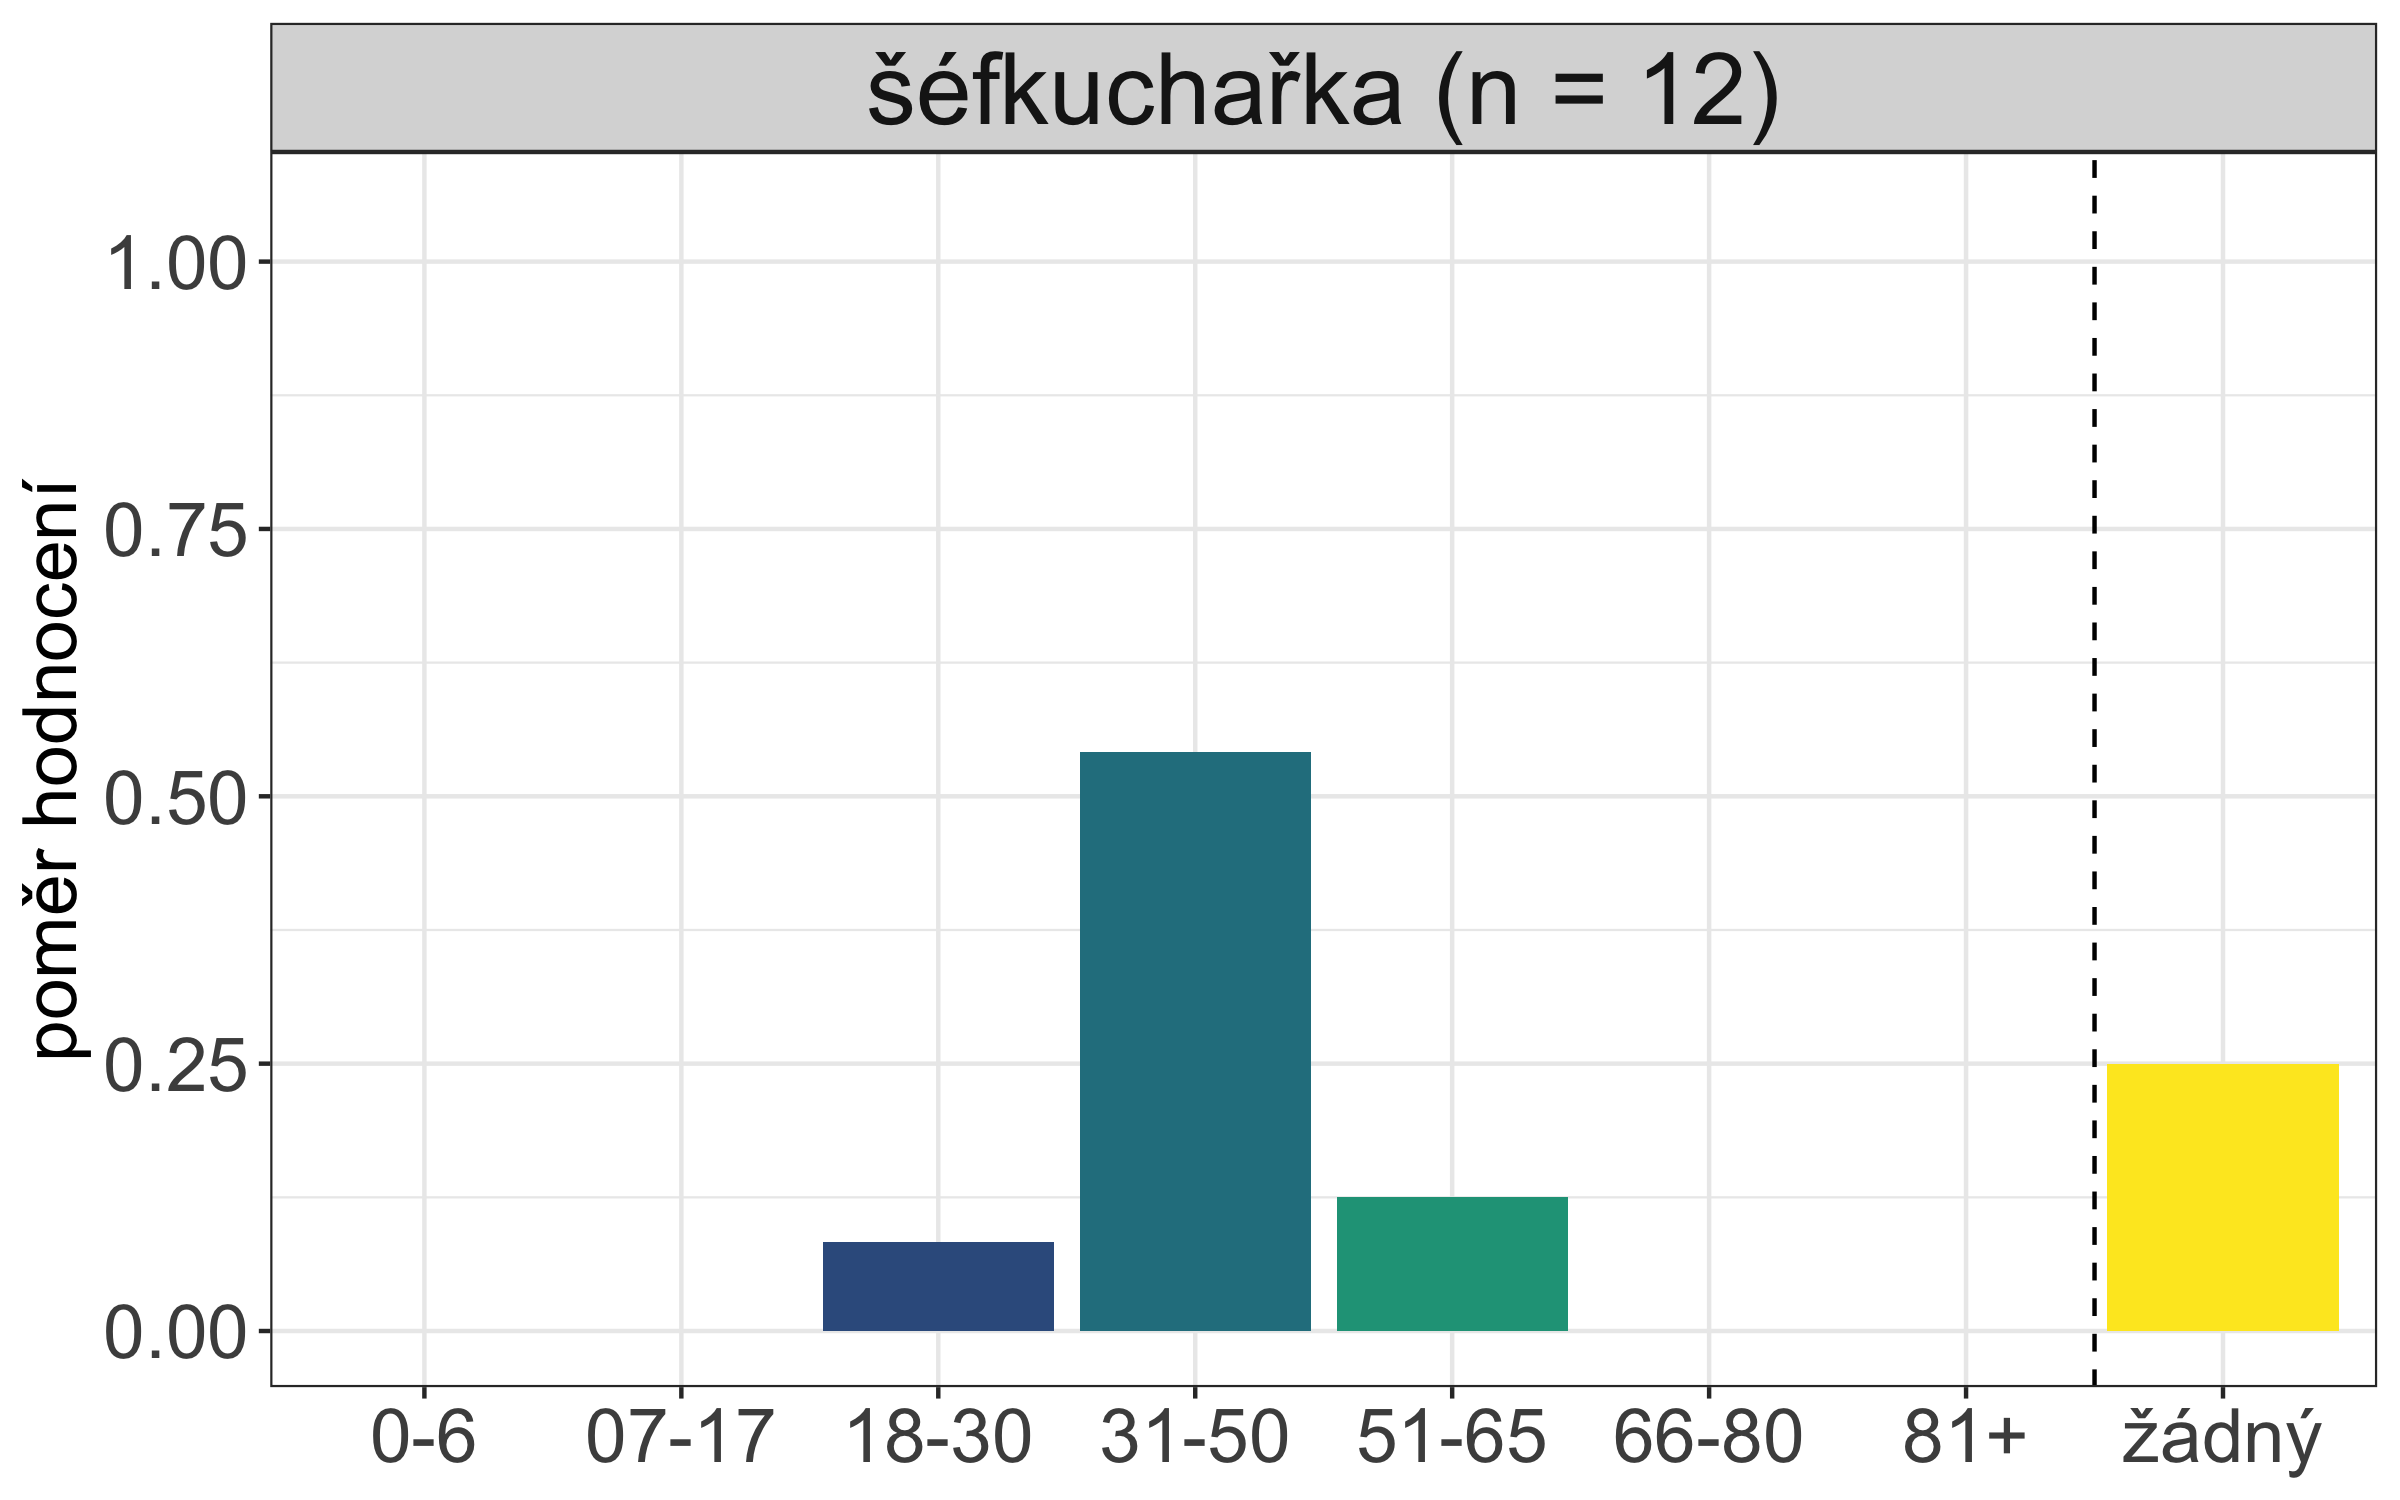 šéfkuchařka (n = 12)
poměr hodnocení
1.00
0.75
0.50
0.25
0.00
0-6 07-17 18-30 31-50 51-65 66-80 81+ žádný